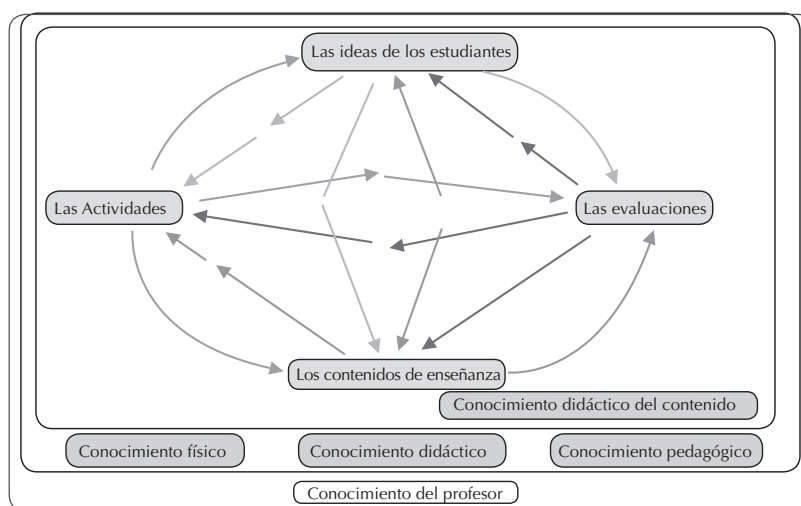 Las ideas de los estudiantes
Las Actividades
Las evaluaciones
Los contenidos de enseñanza
Conocimiento didáctico del contenido
Conocimiento físico
Conocimiento didáctico
Conocimiento pedagógico
Conocimiento del profesor